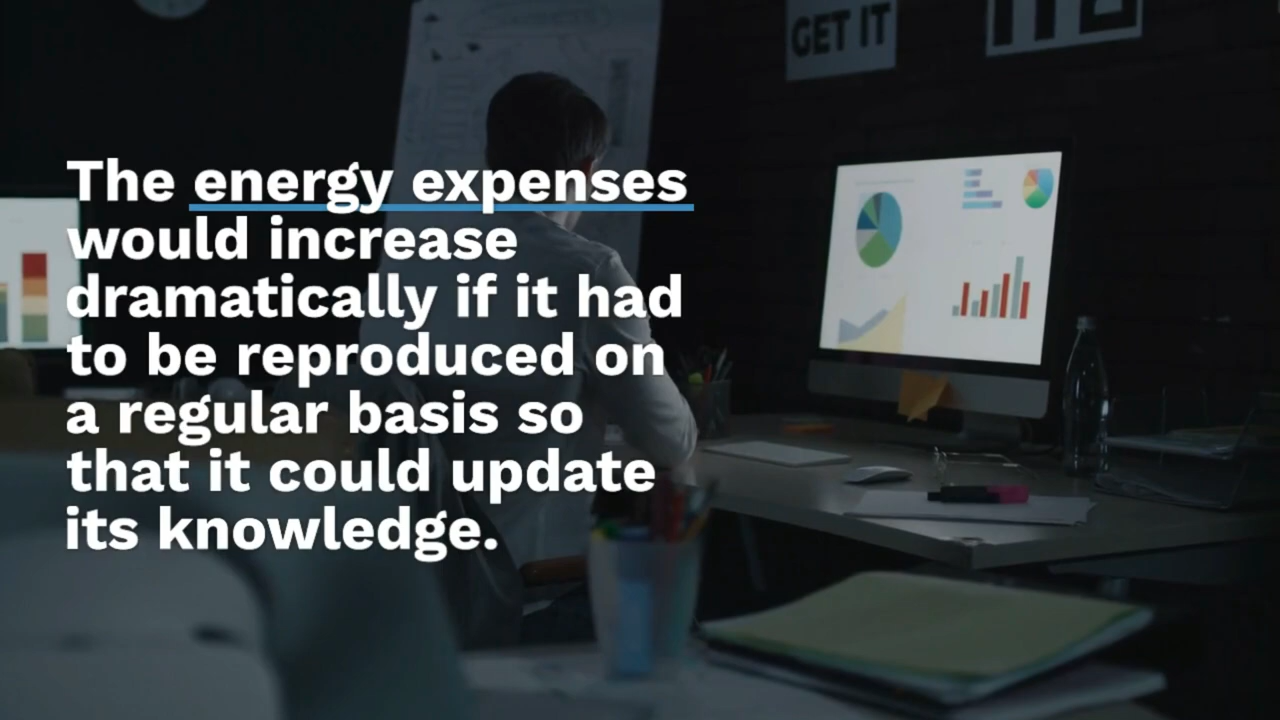 GET IT
The energy expenses
would increase
dramatically if it had
to be reproduced on
a regular basis so
that it could update
its knowledge.